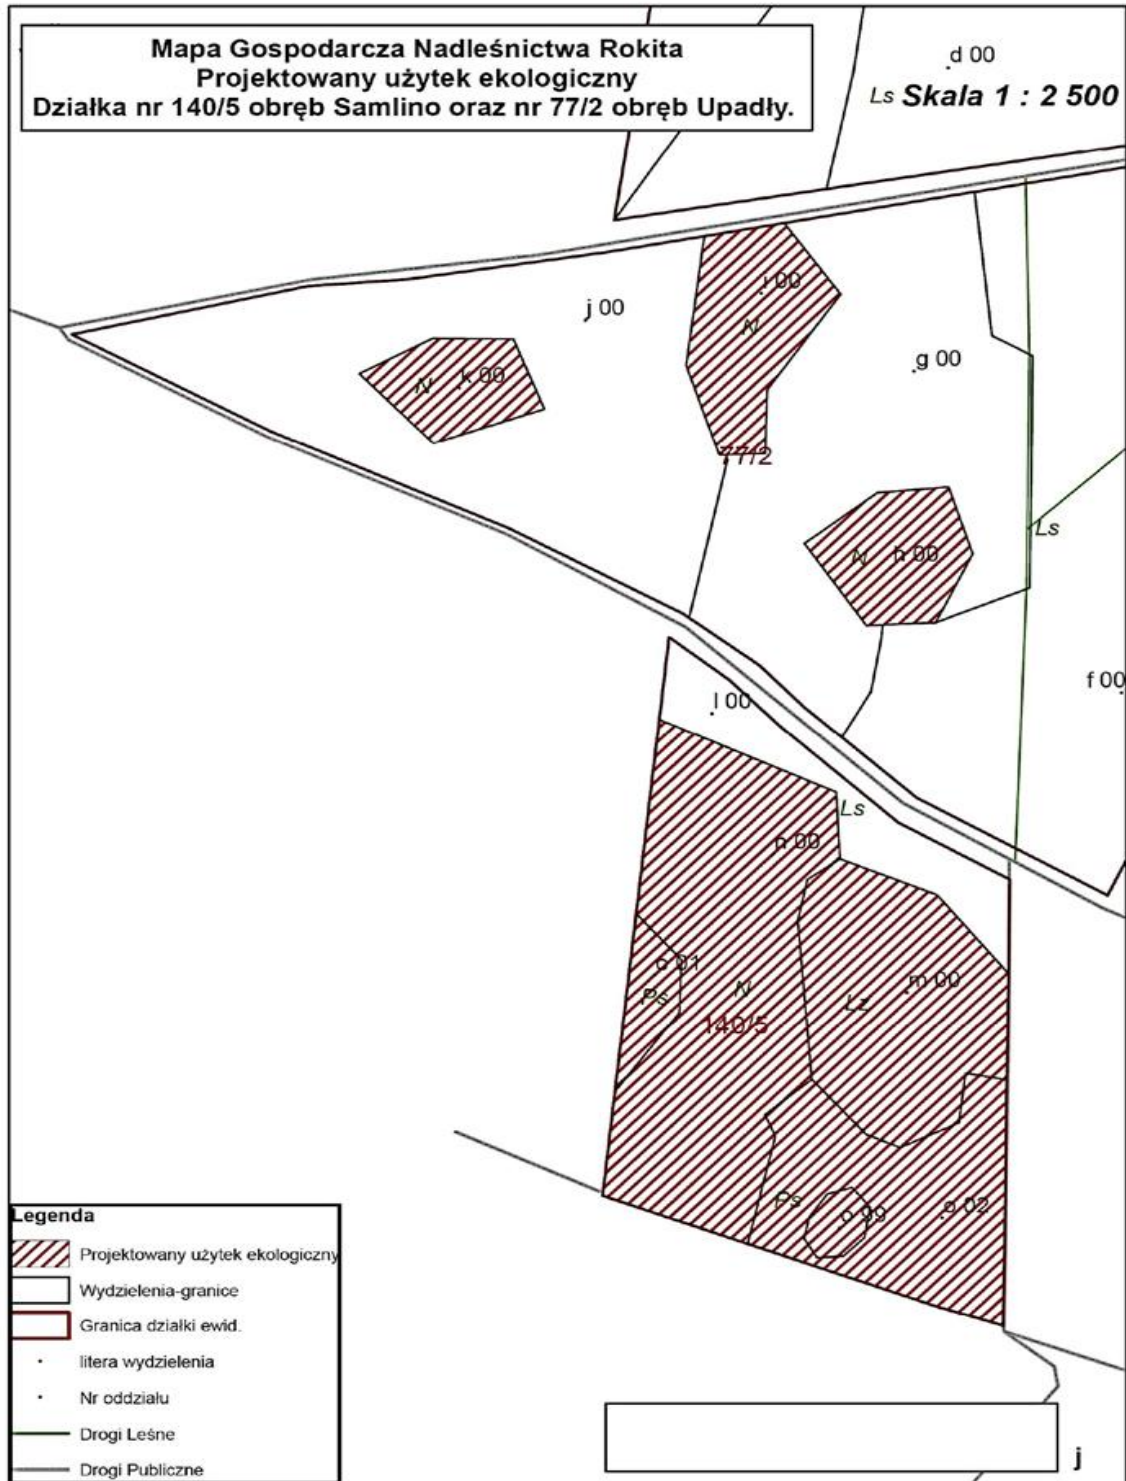 Mapa Gospodarcza Nadleśnictwa Rokita
Projektowany użytek ekologiczny
Działka nr 140/5 obręb Samlino oraz nr 77/2 obręb Upadły.
d 00
Ls Skala 1 : 2 500
i 00
j 00
N
g 00
k 00
N
77/2
Ls
N
h 00
f 00
l 00
Ls
n 00
o 01
m 00
Ps
N
Lz
140/5
Ps
o 99
o 02
Legenda
Projektowany użytek ekologiczny
Wydzielenia-granice
Granica działki ewid.
litera wydzielenia
Nr oddziału
Drogi Leśne
Drogi Publiczne
j